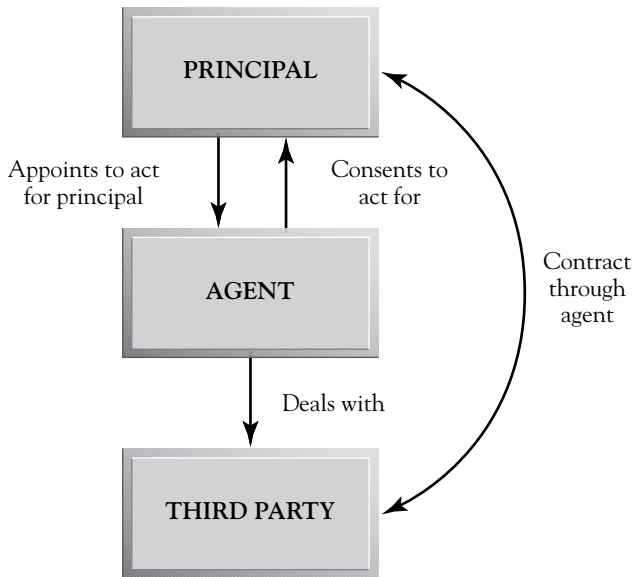 PRINCIPAL
Appoints to act
for principal
Consents to
act for
AGENT
Contract
through
agent
Deals with
THIRD PARTY